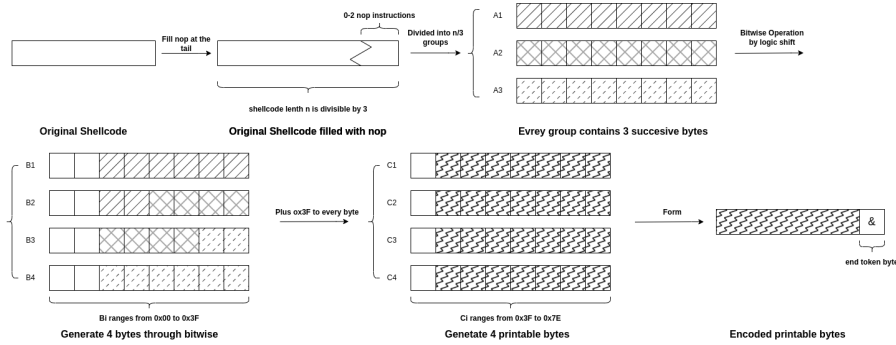 0-2 nop instructions
Fill nop at the
tail
shellcode lenth n is divisible by 3
Original Shellcode
Original Shellcode filled with nop
Divided into n/3
groups
A1
A2
A3
Evrey group contains 3 succesive bytes
Bitwise Operation
by logic shift
B1
B2
B3
B4
Bi ranges from 0x00 to 0x3F
Generate 4 bytes through bitwise
Plus ox3F to every byte
C1
C2
C3
C4
Ci ranges from 0x3F to 0x7E
Genetate 4 printable bytes
Form
&
end token byte
Encoded printable bytes